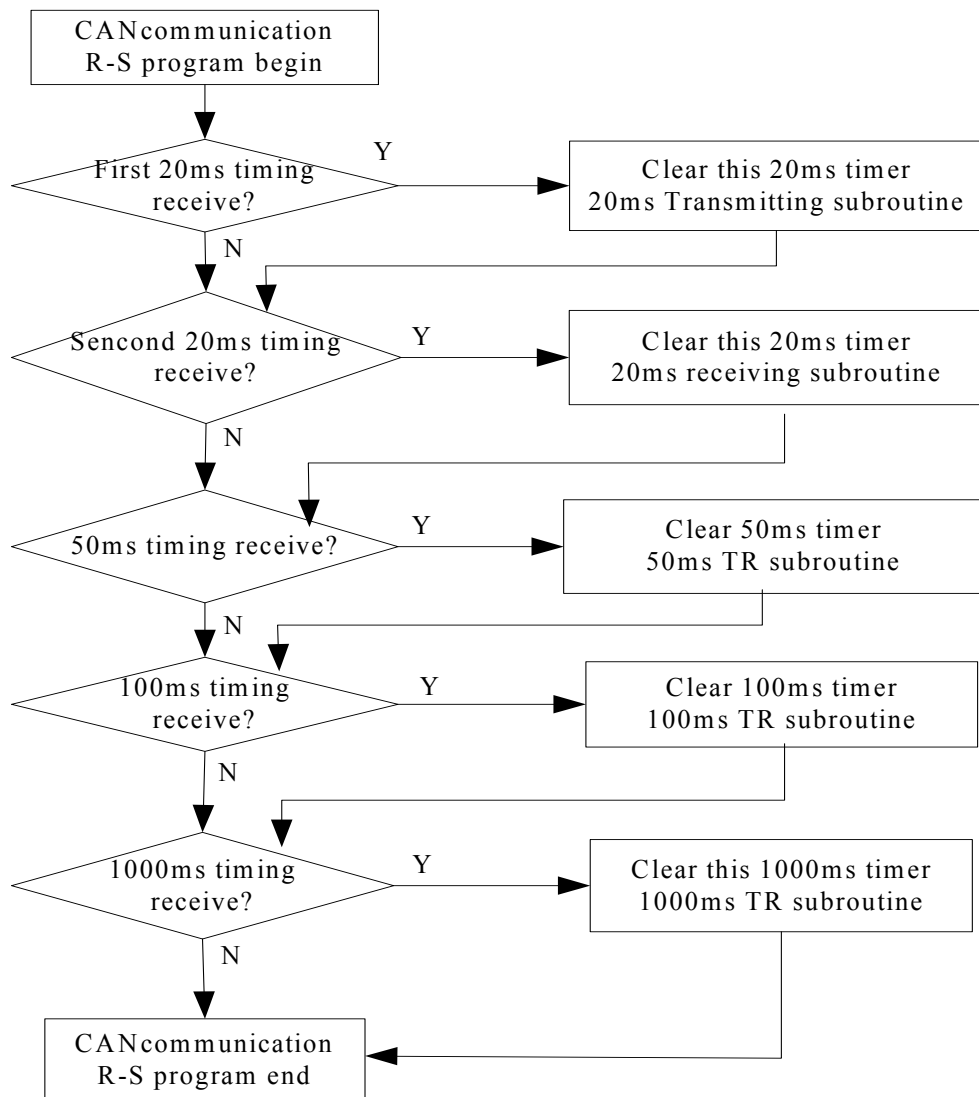 CANcommunication
R-S program begin
First 20ms timing
receive?
Y
Clear this 20ms timer
20ms Transmitting subroutine
N
Sencond 20ms timing
receive?
Y
Clear this 20ms timer
20ms receiving subroutine
N
50ms timing receive?
Y
Clear 50ms timer
50ms TR subroutine
N
100ms timing
receive?
Y
Clear 100ms timer
100ms TR subroutine
N
1000ms timing
receive?
Y
Clear this 1000ms timer
1000ms TR subroutine
N
CANcommunication
R-S program end